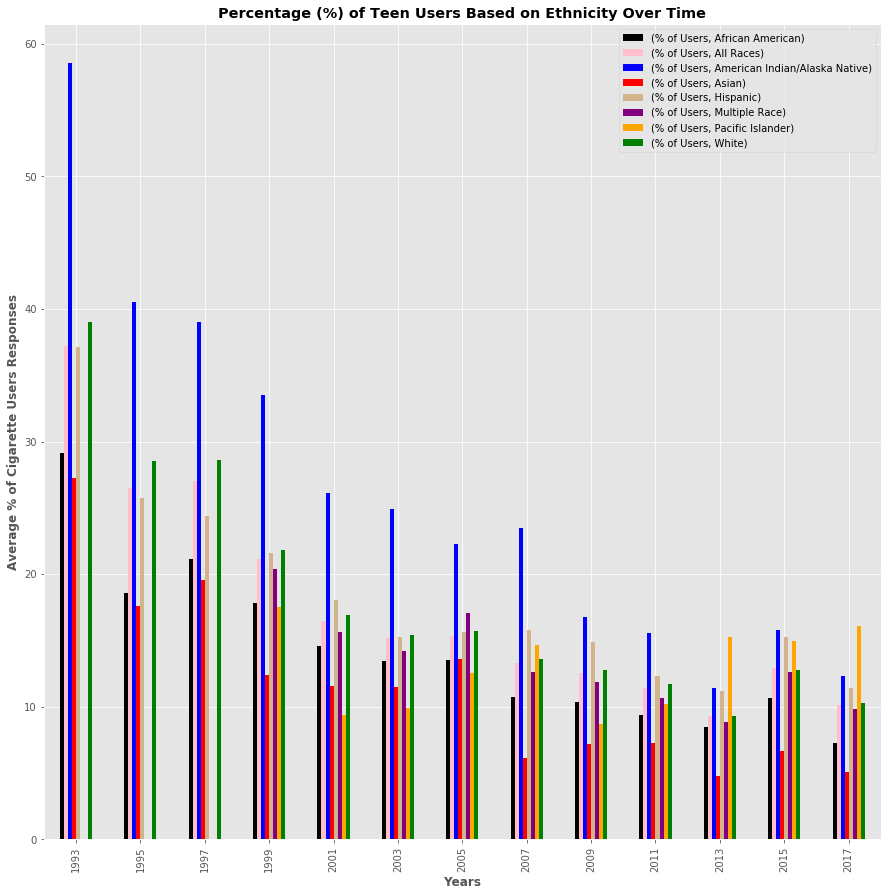 Percentage (%) of Teen Users Based on Ethnicity Over Time
(% of Users, African American)
(% of Users, All Races)
(% of Users, American Indian/Alaska Native)
(% of Users, Asian)
(% of Users, Hispanic)
(% of Users, Multiple Race)
(% of Users, Pacific Islander)
(% of Users, White)
Average % of Cigarette Users Responses
60
50
40
30
20
10
0
1993
1995
1997
1999
2001
2003
2005
2007
2009
2011
2013
2015
2017
Years